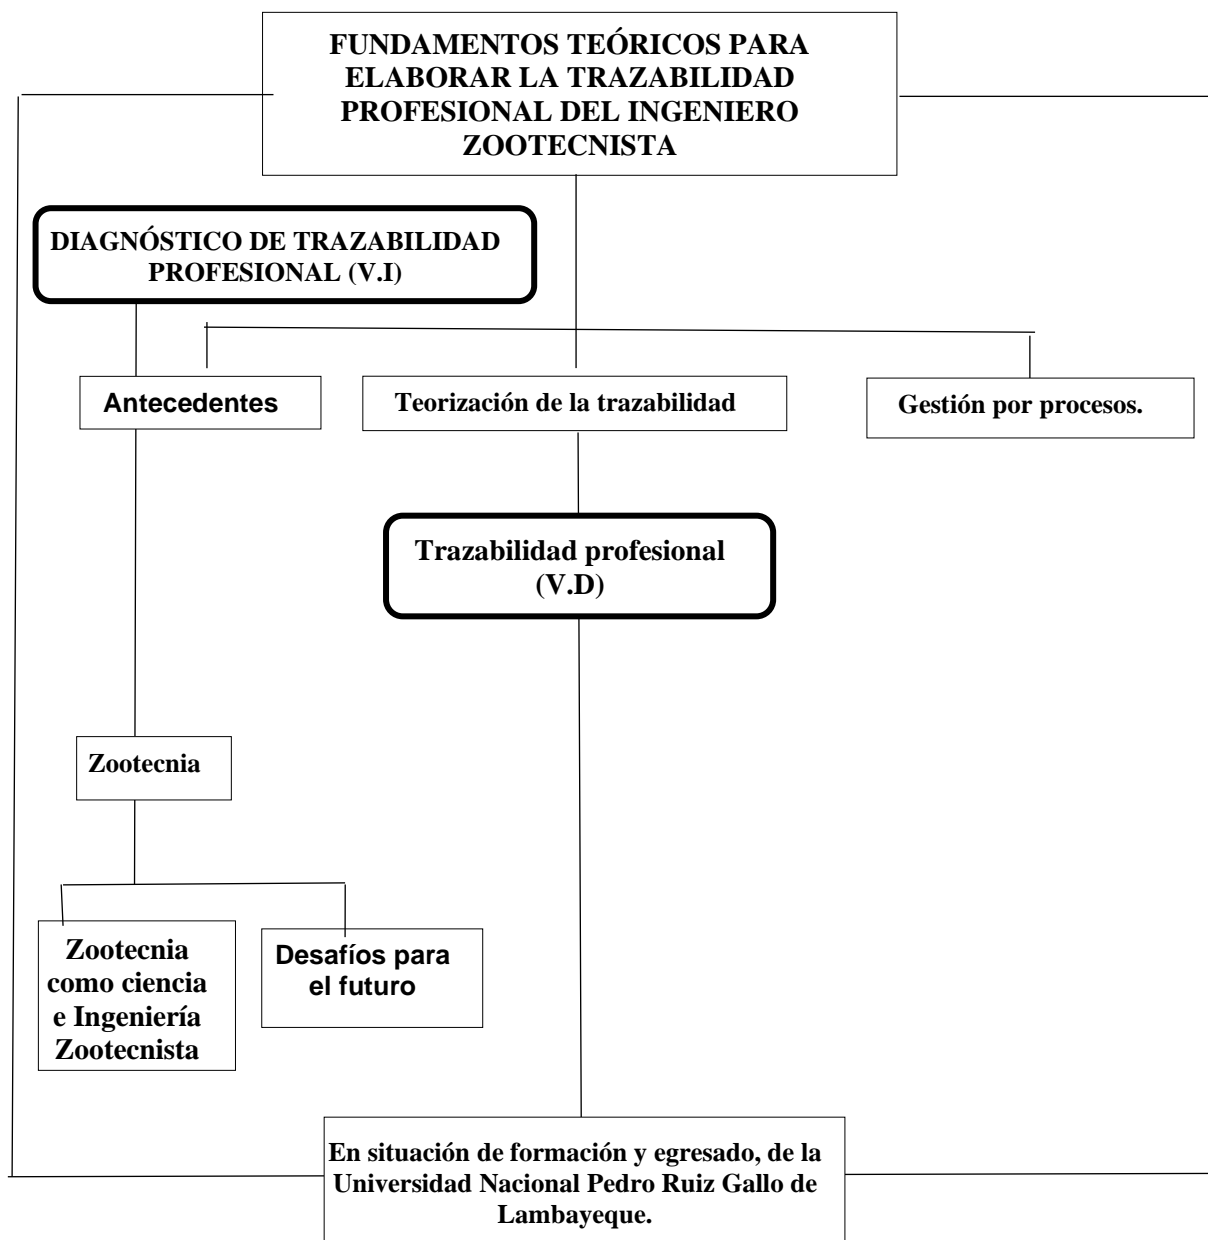 FUNDAMENTOS TEÓRICOS PARA
ELABORAR LA TRAZABILIDAD
PROFESIONAL DEL INGENIERO
ZOOTECNISTA
DIAGNÓSTICO DE TRAZABILIDAD
PROFESIONAL (V.I)
Antecedentes
Teorización de la trazabilidad
Gestión por procesos.
Trazabilidad profesional
(V.D)
Zootecnia
Zootecnia
como ciencia
e Ingeniería
Zootecnista
Desafíos para
el futuro
En situación de formación y egresado, de la
Universidad Nacional Pedro Ruiz Gallo de
Lambayeque.